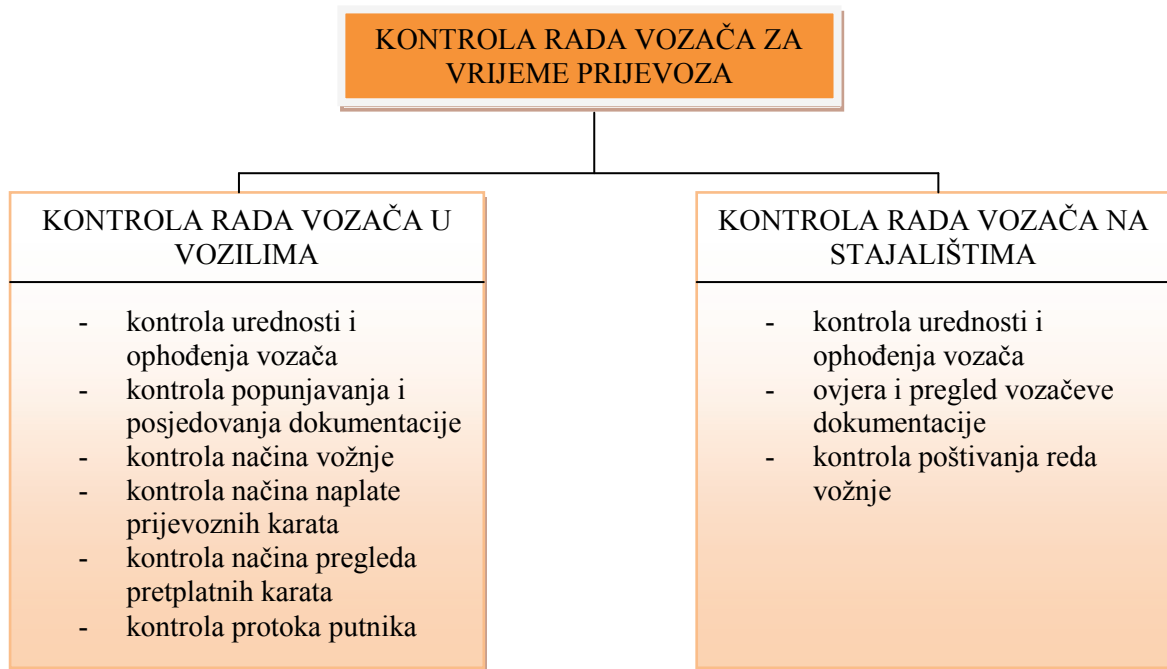 KONTROLA RADA VOZAČA ZA
VRIJEME PRIJEVOZA
KONTROLA RADA VOZAČA U
VOZILIMA
- kontrola urednosti i
ophođenja vozača
- kontrola popunjavanja i
posjedovanja dokumentacije
- kontrola načina vožnje
- kontrola načina naplate
prijevoznih karata
- kontrola načina pregleda
pretplatnih karata
- kontrola protoka putnika
KONTROLA RADA VOZAČA NA
STAJALIŠTIMA
- kontrola urednosti i
ophođenja vozača
- ovjera i pregled vozačeve
dokumentacije
- kontrola poštivanja reda
vožnje